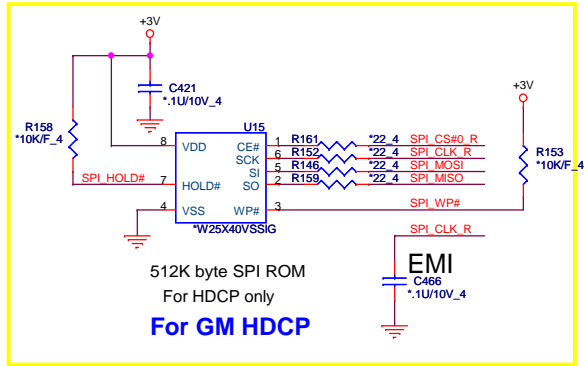 +3V
C421
*.1U/10V_4
+3V
R158
*10K/F_4
U15
8 VDD CE# 1 R161 *22_4 SPI_CS#0_R
SCK 6 R152 *22_4 SPI_CLK_R
SI 5 R146 *22_4 SPI_MOSI
SPI_HOLD# 7 HOLD# SO 2 R159 *22_4 SPI_MISO
R153
*10K/F_4
4 VSS WP# 3 SPI_WP#
*W25X40VSSIG
SPI_CLK_R
EMI
C466
*.1U/10V_4
512K byte SPI ROM
For HDCP only
For GM HDCP